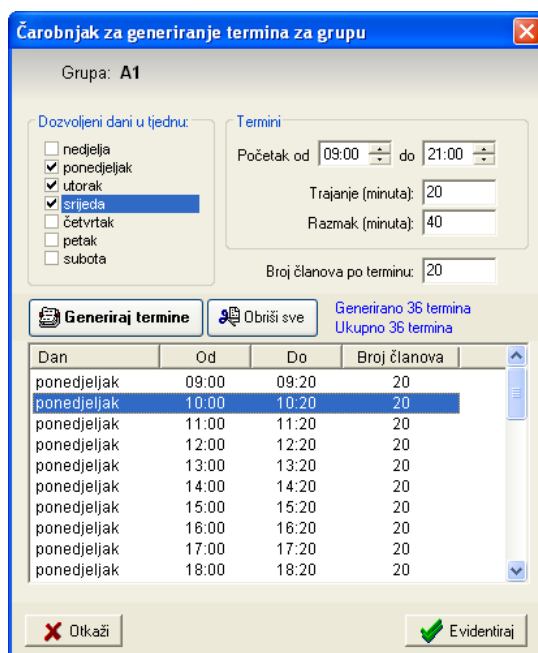 Čarobnjak za generiranje termina za grupu
Grupa: A1
Dozvoljeni dani u tjednu:
nedjelja
ponedjeljak
utorak
srijeda
četvrtak
petak
subota
Termini
Početak od 09:00 do 21:00
Trajanje (minuta): 20
Razmak (minuta): 40
Broj članova po terminu: 20
Generiraj termine
Obriši sve
Generirano 36 termina
Ukupno 36 termina
Dan Od Do Broj članova
ponedjeljak 09:00 09:20 20
ponedjeljak 10:00 10:20 20
ponedjeljak 11:00 11:20 20
ponedjeljak 12:00 12:20 20
ponedjeljak 13:00 13:20 20
ponedjeljak 14:00 14:20 20
ponedjeljak 15:00 15:20 20
ponedjeljak 16:00 16:20 20
ponedjeljak 17:00 17:20 20
ponedjeljak 18:00 18:20 20
Otkaži
Evidentiraj